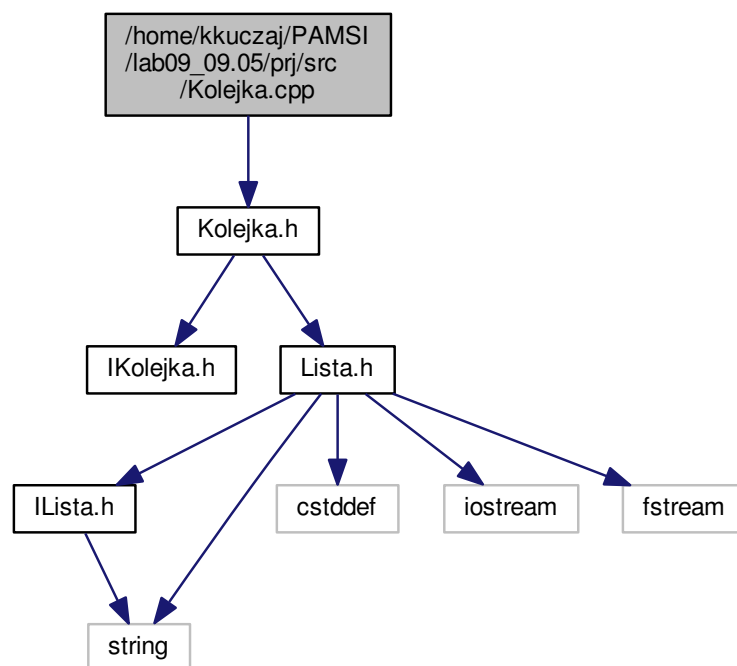 /home/kkuczaj/PAMSI
/lab09_09.05/prj/src
/Kolejka.cpp
Kolejka.h
IKolejka.h
Lista.h
ILista.h
cstddef
iostream
fstream
string